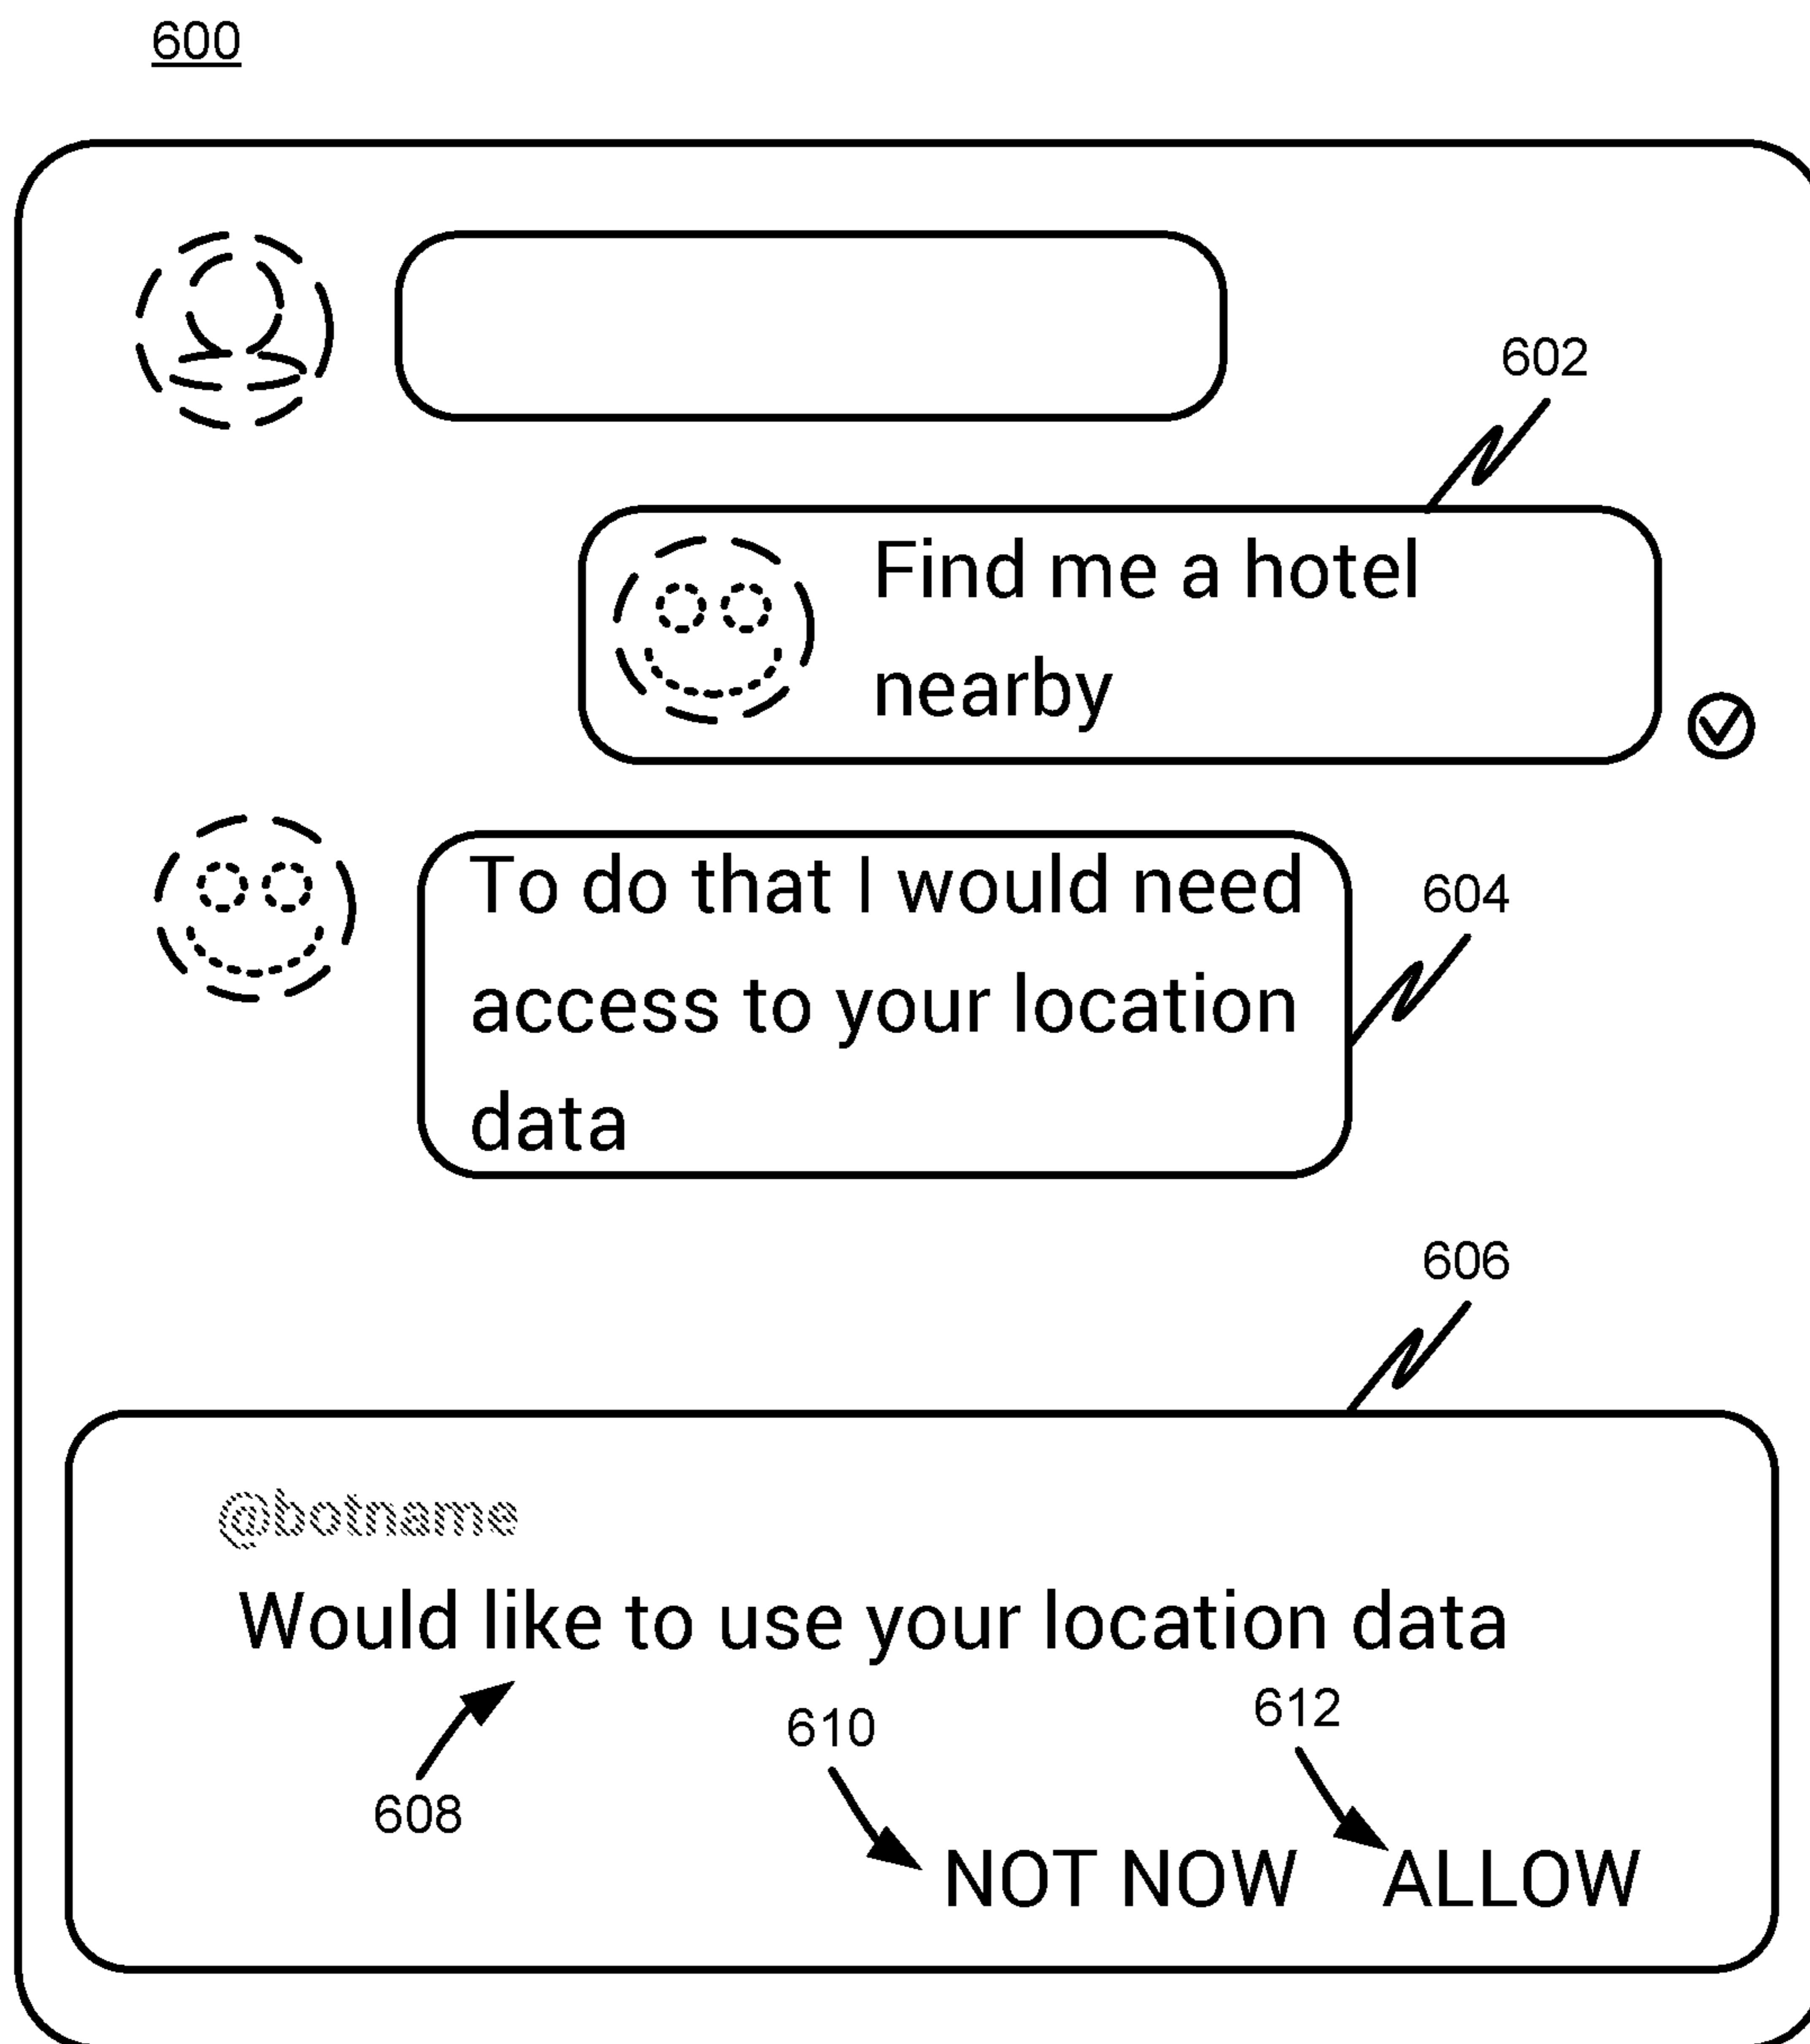 600
602
Find me a hotel
nearby
To do that I would need
604
access to your location
data
606
@botname
Would like to use your location data
612
610
608
NOT NOW ALLOW